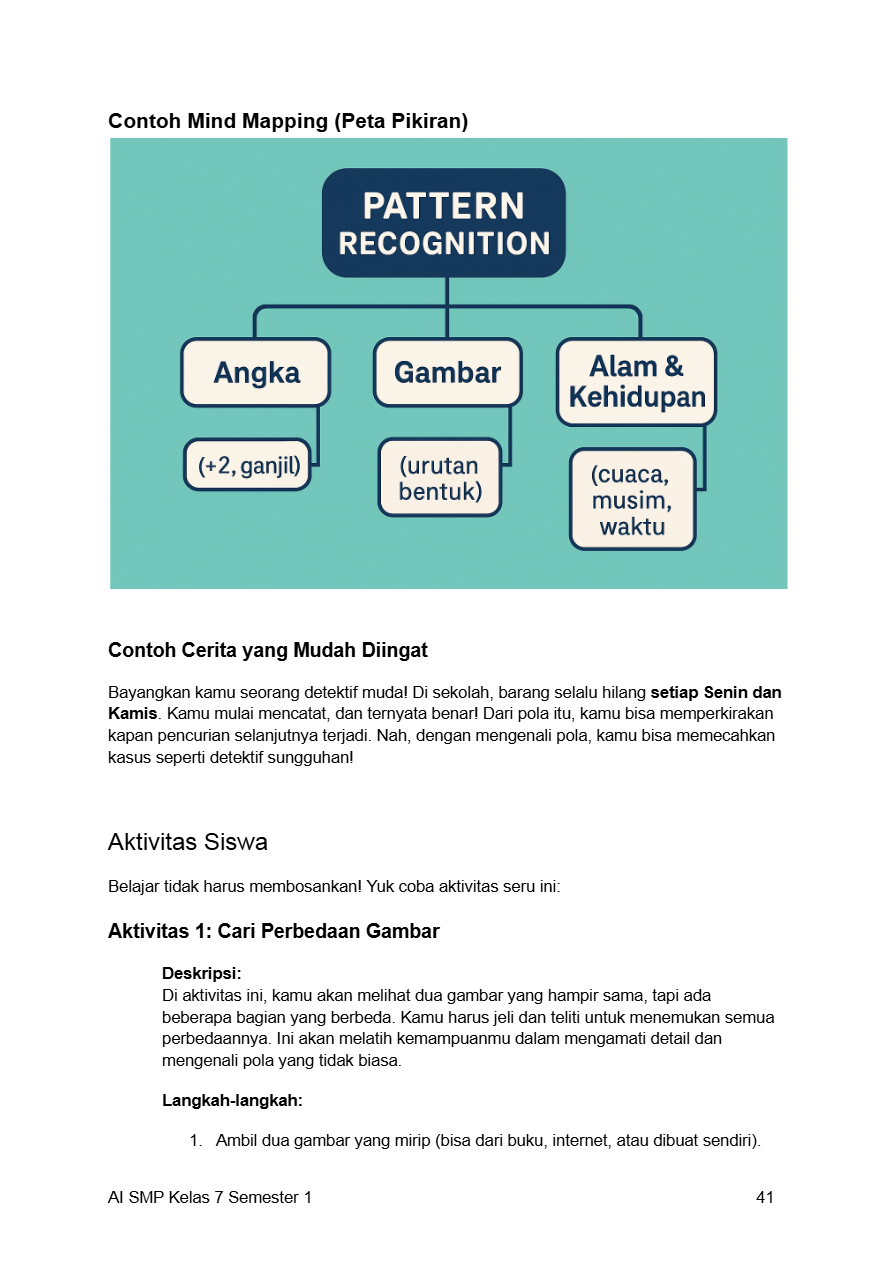 Contoh Mind Mapping (Peta Pikiran)
PATTERN
RECOGNITION
Angka
Gambar
Alam &
Kehidupan
(+2, ganjil)
(urutan
bentuk)
(cuaca,
musim,
waktu
Contoh Cerita yang Mudah Diingat
Bayangkan kamu seorang detektif muda! Di sekolah, barang selalu hilang setiap Senin dan
Kamis. Kamu mulai mencatat, dan ternyata benar! Dari pola itu, kamu bisa memperkirakan
kapan pencurian selanjutnya terjadi. Nah, dengan mengenali pola, kamu bisa memecahkan
kasus seperti detektif sungguhan!
Aktivitas Siswa
Belajar tidak harus membosankan! Yuk coba aktivitas seru ini:
Aktivitas 1: Cari Perbedaan Gambar
Deskripsi:
Di aktivitas ini, kamu akan melihat dua gambar yang hampir sama, tapi ada
beberapa bagian yang berbeda. Kamu harus jeli dan teliti untuk menemukan semua
perbedaannya. Ini akan melatih kemampuanmu dalam mengamati detail dan
mengenali pola yang tidak biasa.
Langkah-langkah:
1. Ambil dua gambar yang mirip (bisa dari buku, internet, atau dibuat sendiri).
AI SMP Kelas 7 Semester 1 41